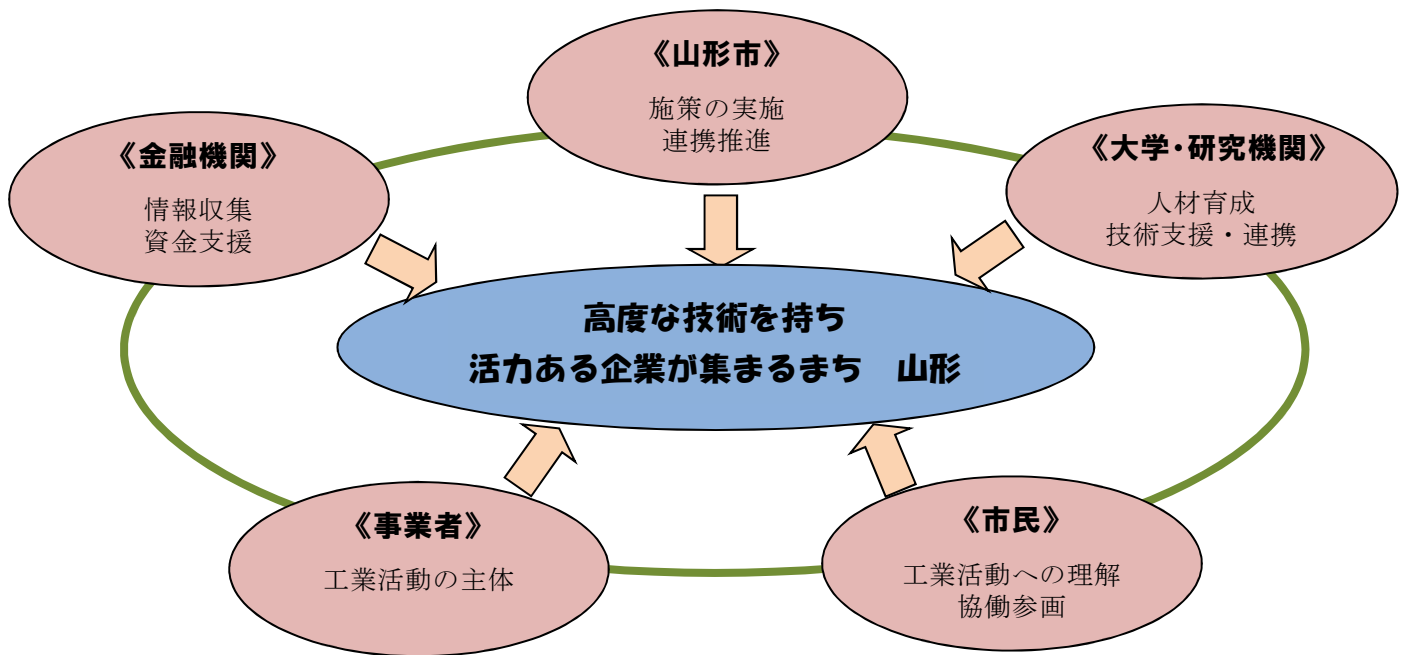 《山形市》
施策の実施
連携推進
《金融機関》
情報収集
資金支援
《大学・研究機関》
人材育成
技術支援・連携
高度な技術を持ち
活力ある企業が集まるまち　山形
《事業者》
工業活動の主体
《市民》
工業活動への理解
協働参画